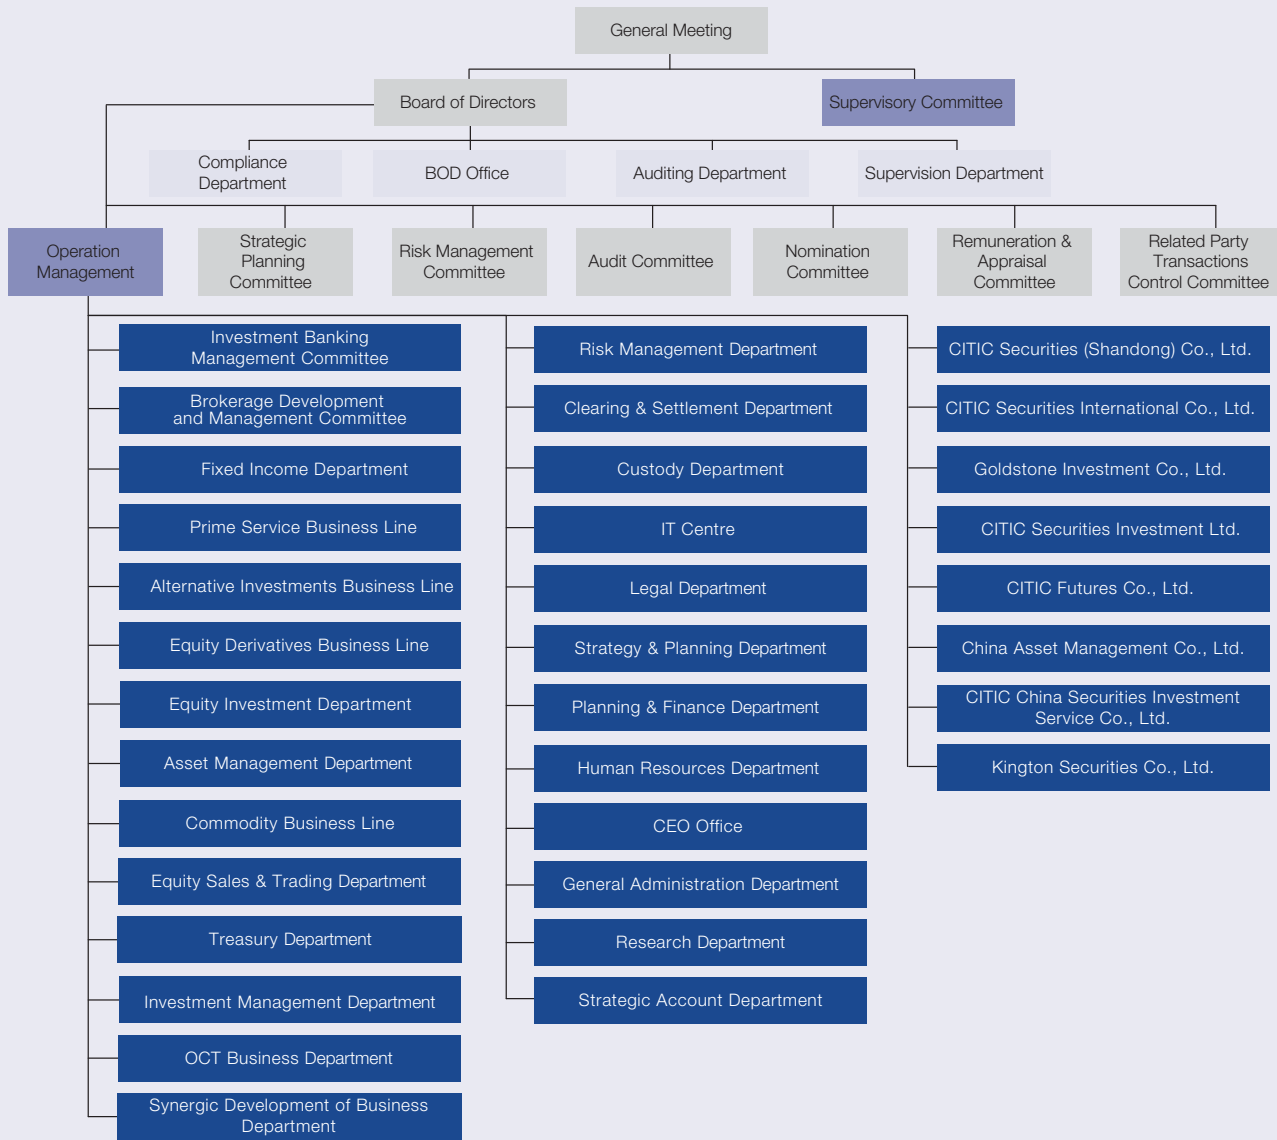 General Meeting
Board of Directors
Supervisory Committee
Compliance
Department
BOD Office
Auditing Department
Supervision Department
Operation
Management
Strategic
Planning
Committee
Risk Management
Committee
Audit Committee
Nomination
Committee
Remuneration &
Appraisal
Committee
Related Party
Transactions
Control Committee
Investment Banking
Management Committee
Brokerage Development
and Management Committee
Fixed Income Department
Prime Service Business Line
Alternative Investments Business Line
Equity Derivatives Business Line
Equity Investment Department
Asset Management Department
Commodity Business Line
Equity Sales & Trading Department
Treasury Department
Investment Management Department
OCT Business Department
Synergic Development of Business
Department
Risk Management Department
Clearing & Settlement Department
Custody Department
IT Centre
Legal Department
Strategy & Planning Department
Planning & Finance Department
Human Resources Department
CEO Office
General Administration Department
Research Department
Strategic Account Department
CITIC Securities (Shandong) Co., Ltd.
CITIC Securities International Co., Ltd.
Goldstone Investment Co., Ltd.
CITIC Securities Investment Ltd.
CITIC Futures Co., Ltd.
China Asset Management Co., Ltd.
CITIC China Securities Investment
Service Co., Ltd.
Kington Securities Co., Ltd.